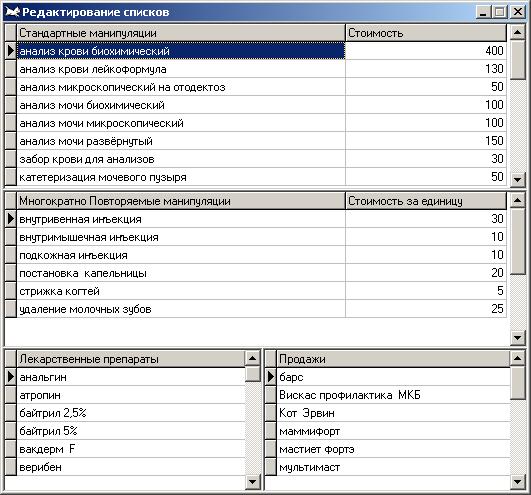 Редактирование списков
Стандартные манипуляции Стоимость
анализ крови биохимический 400
анализ крови лейкоформула 130
анализ микроскопический на отодектоз 50
анализ мочи биохимический 100
анализ мочи микроскопический 100
анализ мочи развёрнутый 150
забор крови для анализов 30
катетеризация мочевого пузыря 50
Многократно Повторяемые манипуляции Стоимость за единицу
внутривенная инъекция 30
внутримышечная инъекция 10
подкожная инъекция 10
постановка капельницы 20
стрижка когтей 5
удаление молочных зубов 25
Лекарственные препараты
анальгин
атропин
байтрил 2,5%
байтрил 5%
вакдерм F
верибен
Продажи
барс
Вискас профилактика МКБ
Кот Эрвин
маммифорт
мастиет фортэ
мультимаст